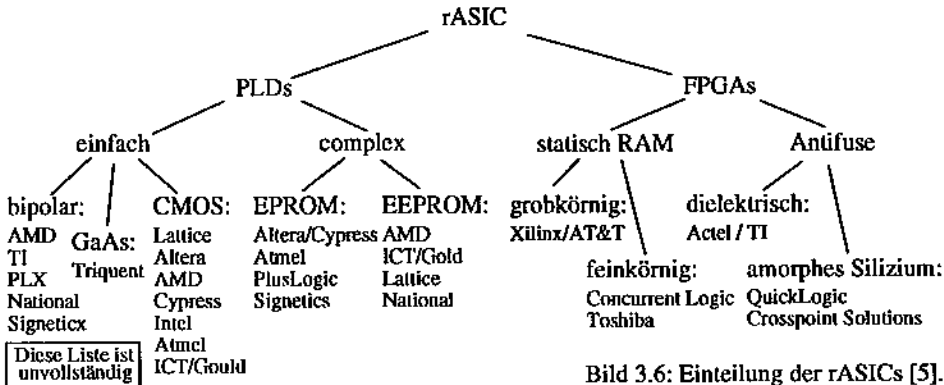 rASIC
PLDs
FPGAs
einfach
complex
statisch RAM
Antifuse
bipolar:
AMD
TI
PLX
National
Signeticx
GaAs:
Triquent
CMOS:
Lattice
Altera
AMD
Cypress
Intel
Atmel
ICT/Gould
EPROM:
Altera/Cypress
Atmel
PlusLogic
Signetics
EEPROM:
AMD
ICT/Gold
Lattice
National
grobkörnig:
Xilinx/AT&T
feinkörnig:
Concurrent Logic
Toshiba
dielektrisch:
Actel / TI
amorphes Silizium:
QuickLogic
Crosspoint Solutions
Diese Liste ist
unvollständig
Bild 3.6: Einteilung der rASICs [5].